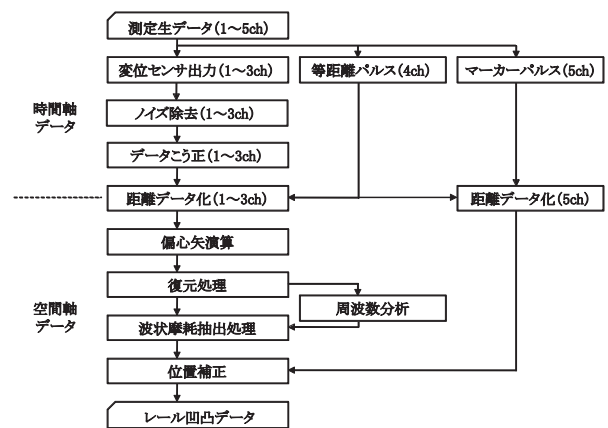 測定生データ(1～5ch)
変位センサ出力(1～3ch)
等距離パルス(4ch)
マーカーパルス(5ch)
時間軸
データ
ノイズ除去(1～3ch)
データこう正(1～3ch)
距離データ化(1～3ch)
距離データ化(5ch)
偏心矢演算
復元処理
周波数分析
空間軸
データ
波状摩耗抽出処理
位置補正
レール凹凸データ